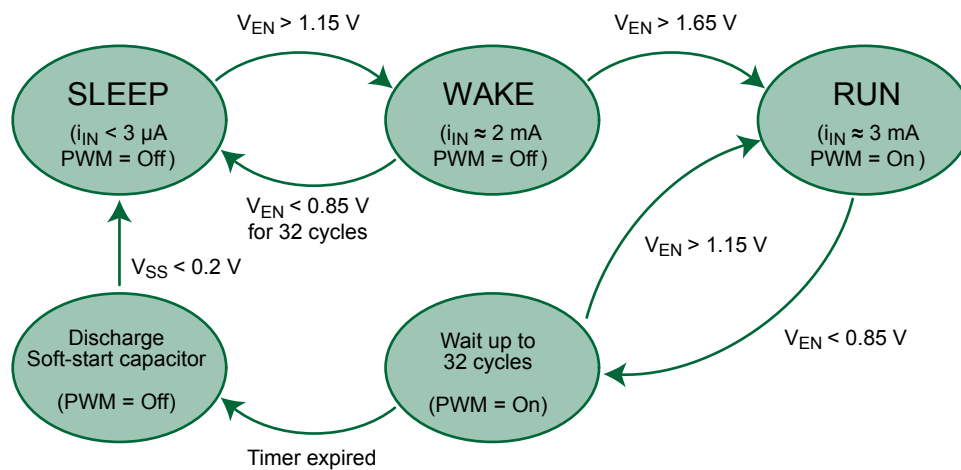 V_EN > 1.15 V
V_EN > 1.65 V
SLEEP
(i_IN < 3 µA
PWM = Off)
WAKE
(i_IN ≈ 2 mA
PWM = Off)
RUN
(i_IN ≈ 3 mA
PWM = On)
V_EN < 0.85 V
for 32 cycles
V_EN > 1.15 V
V_SS < 0.2 V
Discharge
Soft-start capacitor
(PWM = Off)
Wait up to
32 cycles
(PWM = On)
V_EN < 0.85 V
Timer expired